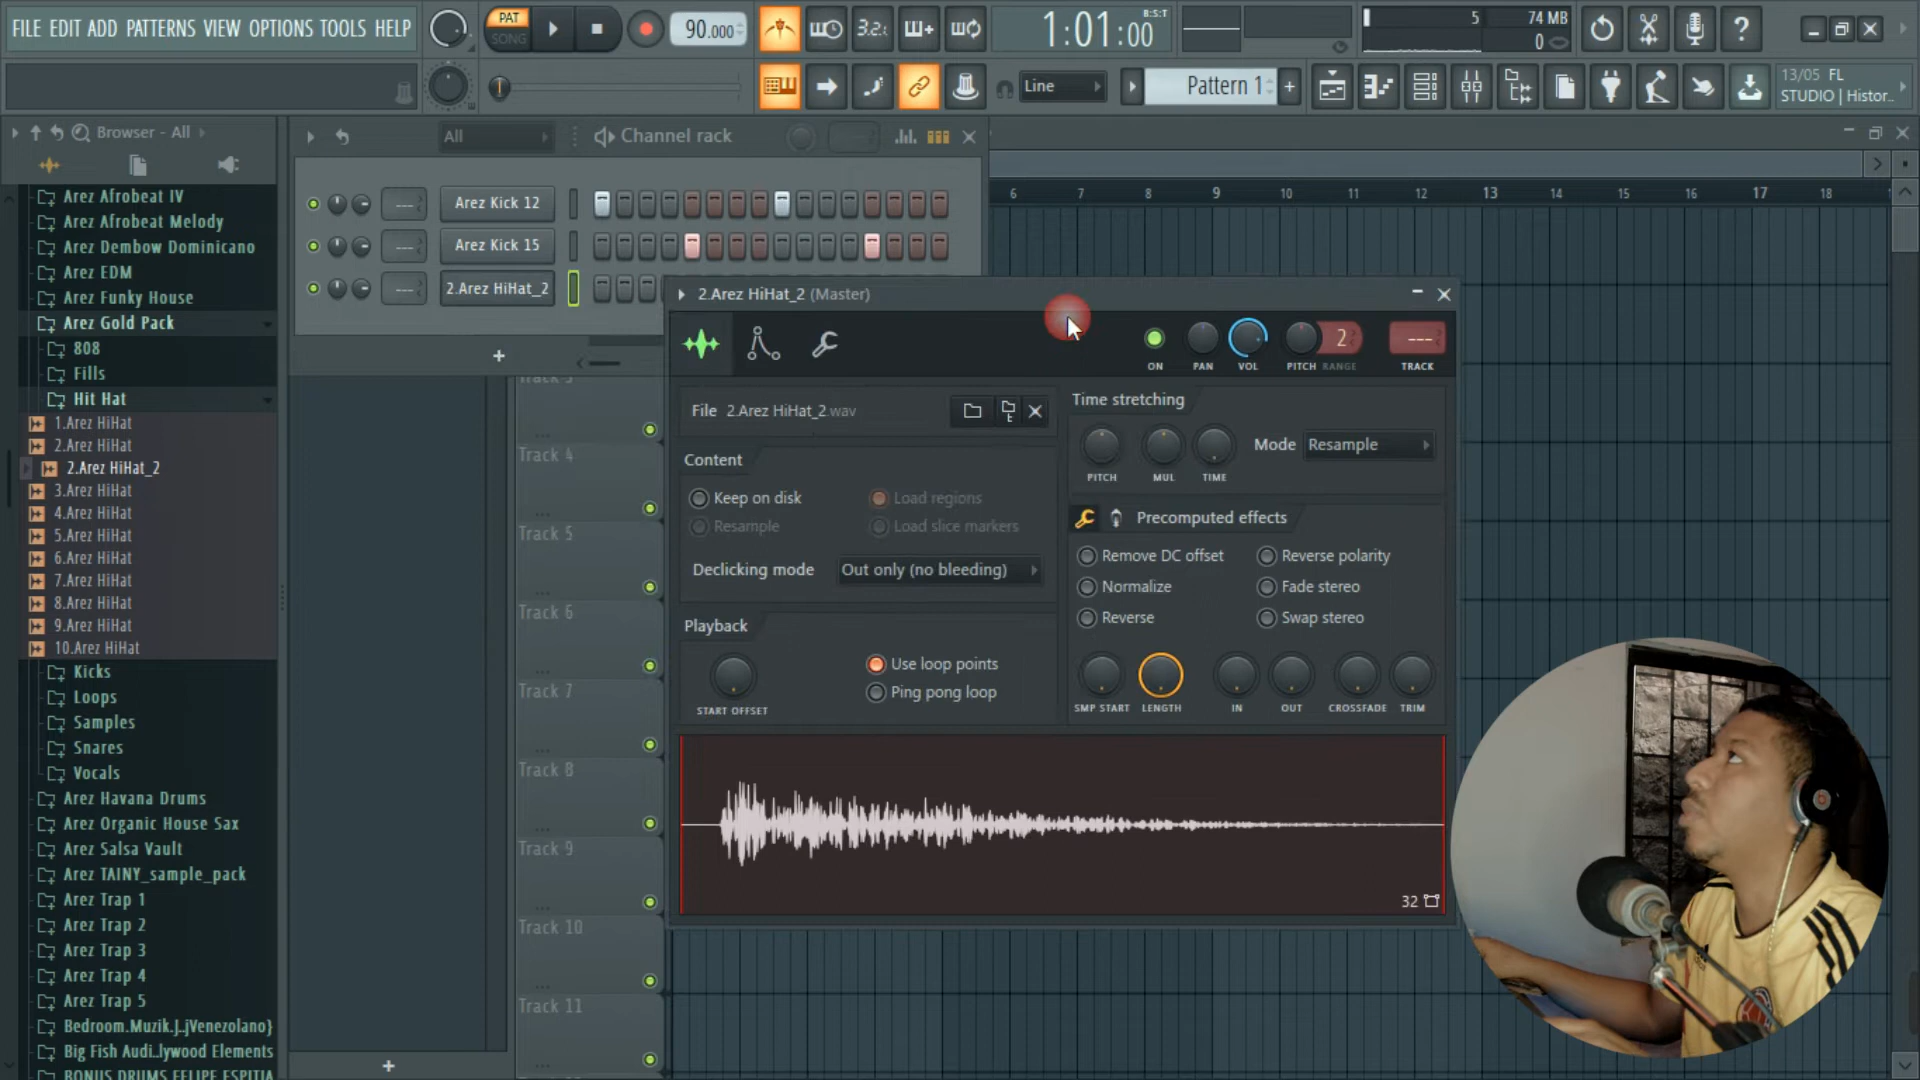 FILE EDIT ADD PATTERNS VIEW OPTIONS TOOLS HELP
PAT
SONG
90.000
3.2.
1:01:00
B:S:T
5
74 MB
0
Line
Pattern 1
13/05 FL
STUDIO | Histor..
Browser - All
Arez Afrobeat IV
Arez Afrobeat Melody
Arez Dembow Dominicano
Arez EDM
Arez Funky House
Arez Gold Pack
808
Fills
Hit Hat
1.Arez HiHat
2.Arez HiHat
2.Arez HiHat_2
3.Arez HiHat
4.Arez HiHat
5.Arez HiHat
6.Arez HiHat
7.Arez HiHat
8.Arez HiHat
9.Arez HiHat
10.Arez HiHat
Kicks
Loops
Samples
Snares
Vocals
Arez Havana Drums
Arez Organic House Sax
Arez Salsa Vault
Arez TAINY_sample_pack
Arez Trap 1
Arez Trap 2
Arez Trap 3
Arez Trap 4
Arez Trap 5
Bedroom.Muzik.J..jVenezolano}
Big Fish Audi..lywood Elements
BONUS DRUMS FELIPE ESPITIA
All
Channel rack
Arez Kick 12
Arez Kick 15
2.Arez HiHat_2
6 7 8 9 10 11 12 13 14 15 16 17 18
Track 3
Track 4
Track 5
Track 6
Track 7
Track 8
Track 9
Track 10
Track 11
2.Arez HiHat_2 (Master)
ON
PAN
VOL
PITCH
RANGE
2
---
TRACK
File 2.Arez HiHat_2.wav
Content
Keep on disk
Load regions
Resample
Load slice markers
Declicking mode
Out only (no bleeding)
Playback
START OFFSET
Use loop points
Ping pong loop
Time stretching
PITCH
MUL
TIME
Mode
Resample
Precomputed effects
Remove DC offset
Reverse polarity
Normalize
Fade stereo
Reverse
Swap stereo
SMP START
LENGTH
IN
OUT
CROSSFADE
TRIM
32